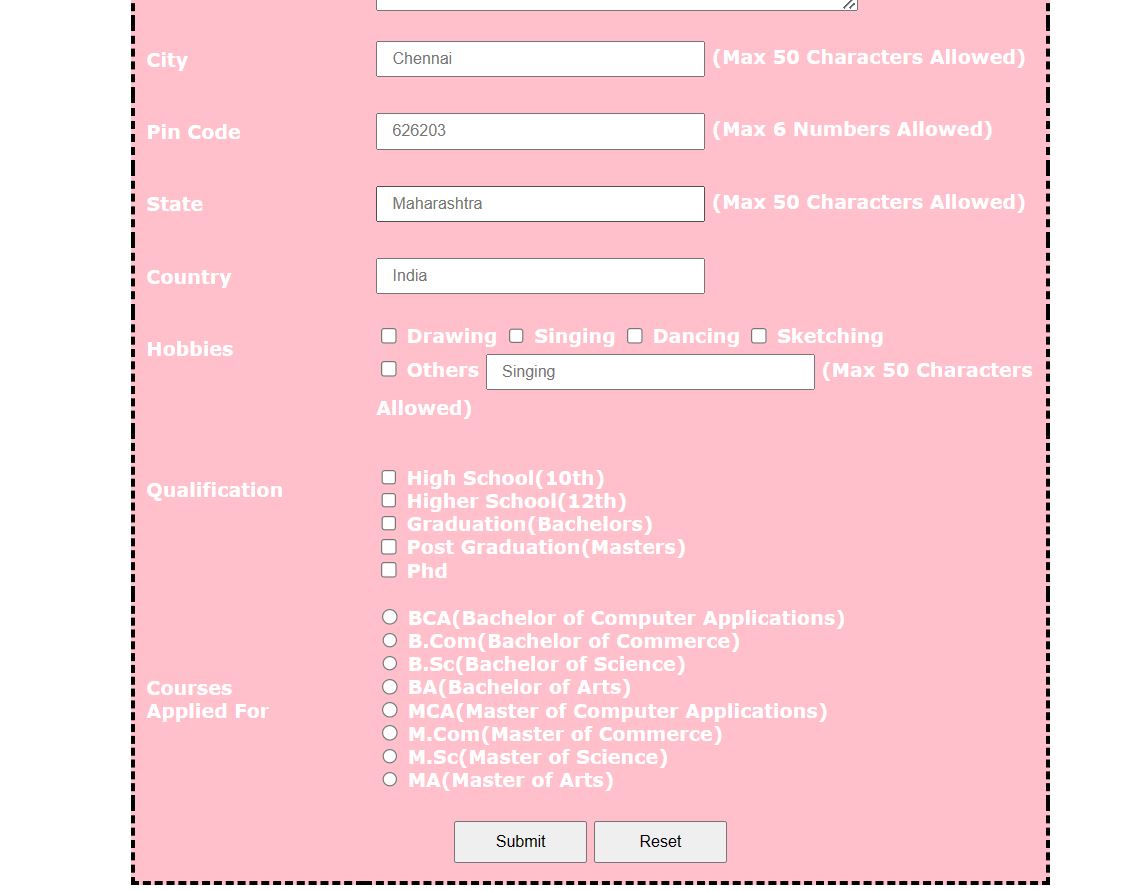 City Chennai (Max 50 Characters Allowed)
Pin Code 626203 (Max 6 Numbers Allowed)
State Maharashtra (Max 50 Characters Allowed)
Country India
Hobbies Drawing Singing Dancing Sketching
Others Singing (Max 50 Characters
Allowed)
Qualification High School(10th)
Higher School(12th)
Graduation(Bachelors)
Post Graduation(Masters)
Phd
Courses
Applied For
BCA(Bachelor of Computer Applications)
B.Com(Bachelor of Commerce)
B.Sc(Bachelor of Science)
BA(Bachelor of Arts)
MCA(Master of Computer Applications)
M.Com(Master of Commerce)
M.Sc(Master of Science)
MA(Master of Arts)
Submit Reset